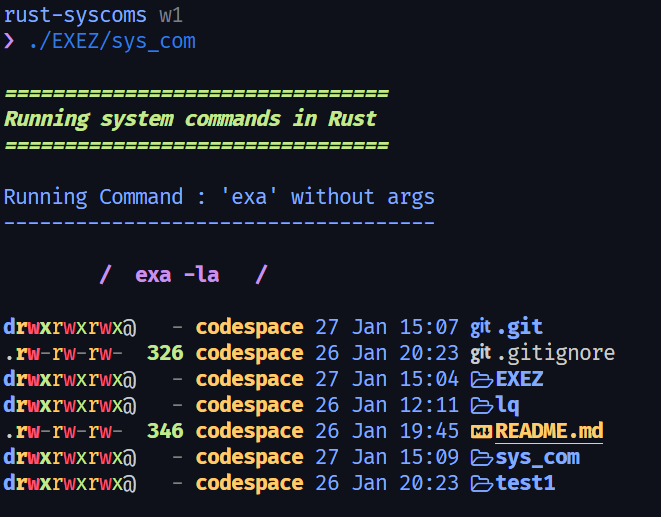 rust-syscoms w1
❯ ./EXEZ/sys_com
================================
Running system commands in Rust
================================
Running Command : 'exa' without args
------------------------------------
/  exa -la   /
drwxrwxrwx@   - codespace 27 Jan 15:07 git .git
.rw-rw-rw-  326 codespace 26 Jan 20:23 git .gitignore
drwxrwxrwx@   - codespace 27 Jan 15:04 EXEZ
drwxrwxrwx@   - codespace 26 Jan 12:11 lq
.rw-rw-rw-  346 codespace 26 Jan 19:45 README.md
drwxrwxrwx@   - codespace 27 Jan 15:09 sys_com
drwxrwxrwx@   - codespace 26 Jan 20:23 test1